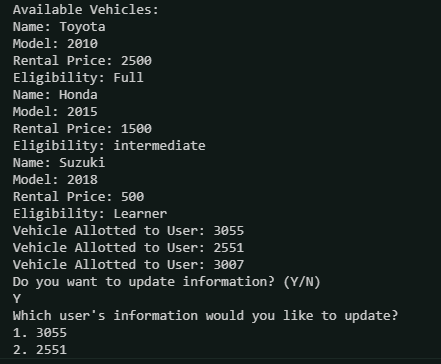 Available Vehicles:
Name: Toyota
Model: 2010
Rental Price: 2500
Eligibility: Full
Name: Honda
Model: 2015
Rental Price: 1500
Eligibility: intermediate
Name: Suzuki
Model: 2018
Rental Price: 500
Eligibility: Learner
Vehicle Allotted to User: 3055
Vehicle Allotted to User: 2551
Vehicle Allotted to User: 3007
Do you want to update information? (Y/N)
Y
Which user's information would you like to update?
1. 3055
2. 2551